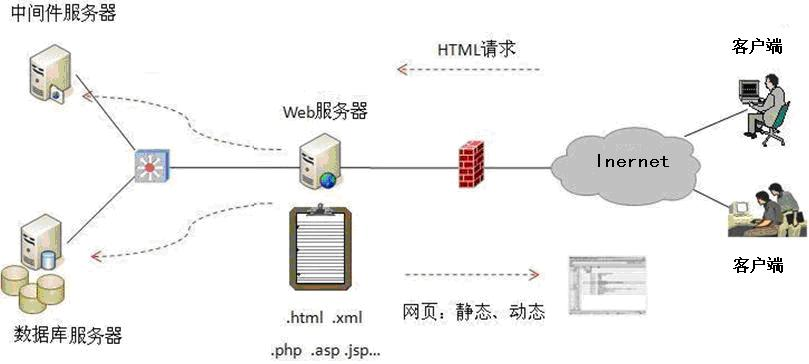 中间件服务器
HTML请求
客户端
Web服务器
Inernet
客户端
网页：静态、动态
数据库服务器
.html .xml
.php .asp .jsp...